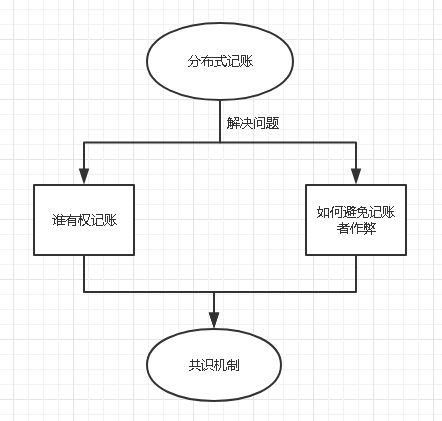 分布式记账
解决问题
谁有权记账
如何避免记账
者作弊
共识机制